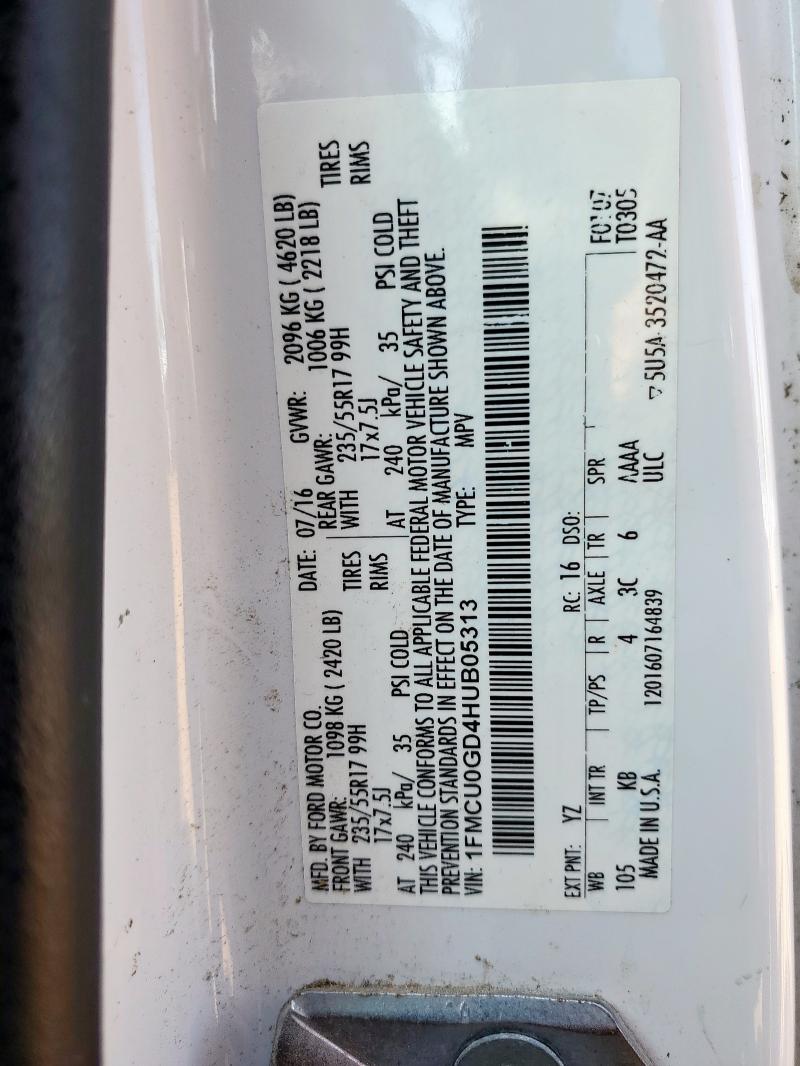 MFD. BY FORD MOTOR CO.
DATE: 07/16 GVWR: 2096 KG ( 4620 LB)
FRONT GAWR: 1098 KG ( 2420 LB)
REAR GAWR: 1006 KG ( 2218 LB)
WITH 235/55R17 99H TIRES
WITH 235/55R17 99H TIRES
17x7.5J RIMS
17x7.5J RIMS
AT 240 kPa/ 35 PSI COLD
AT 240 kPa/ 35 PSI COLD
THIS VEHICLE CONFORMS TO ALL APPLICABLE FEDERAL MOTOR VEHICLE SAFETY AND THEFT
PREVENTION STANDARDS IN EFFECT ON THE DATE OF MANUFACTURE SHOWN ABOVE.
VIN: 1FMCU0GD4HUB05313 TYPE: MPV
EXT PNT: YZ RC: 16 DSO:
WB INT TR TP/PS R AXLE TR SPR
105 KB 4 3C 6 AAAA
T0305
MADE IN U.S.A. 1201607164839 ULC
▽ 5U5A-3520472-AA